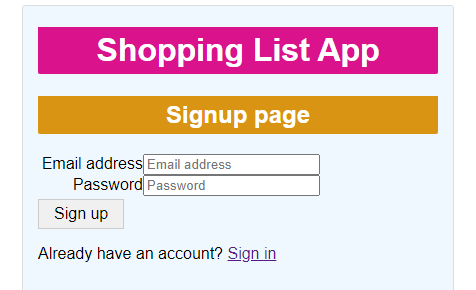 Shopping List App
Signup page
Email address Email address
Password Password
Sign up
Already have an account? Sign in